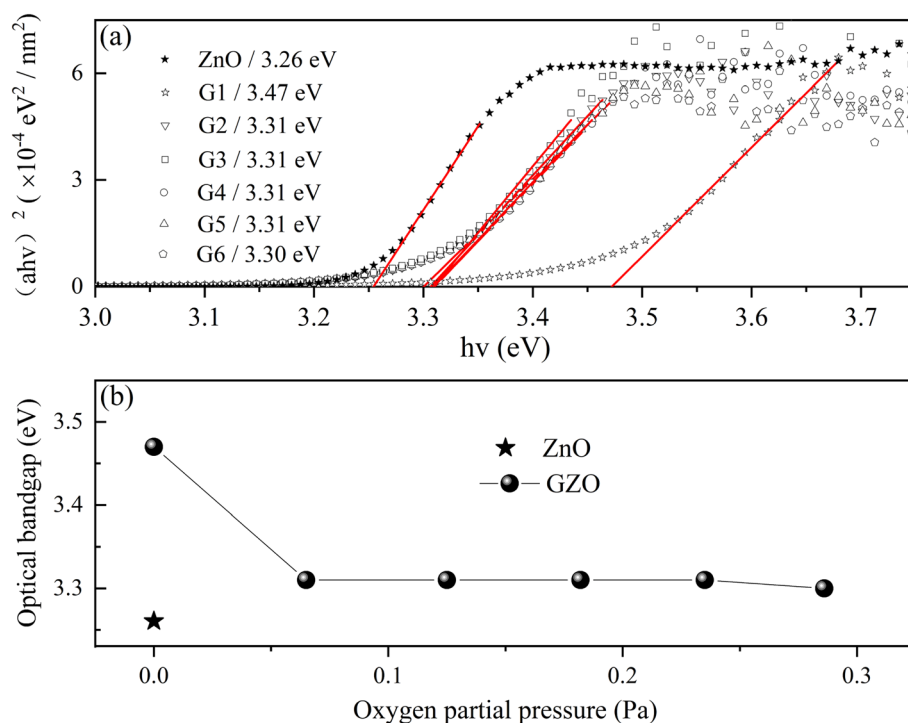 (a)
★ ZnO / 3.26 eV
☆ G1 / 3.47 eV
▽ G2 / 3.31 eV
□ G3 / 3.31 eV
○ G4 / 3.31 eV
△ G5 / 3.31 eV
⬠ G6 / 3.30 eV
(ahv)² (×10⁻⁴ eV² / nm²)
6
3
0
3.0 3.1 3.2 3.3 3.4 3.5 3.6 3.7
hv (eV)
(b)
★ ZnO
GZO
Optical bandgap (eV)
3.5
3.4
3.3
0.0 0.1 0.2 0.3
Oxygen partial pressure (Pa)